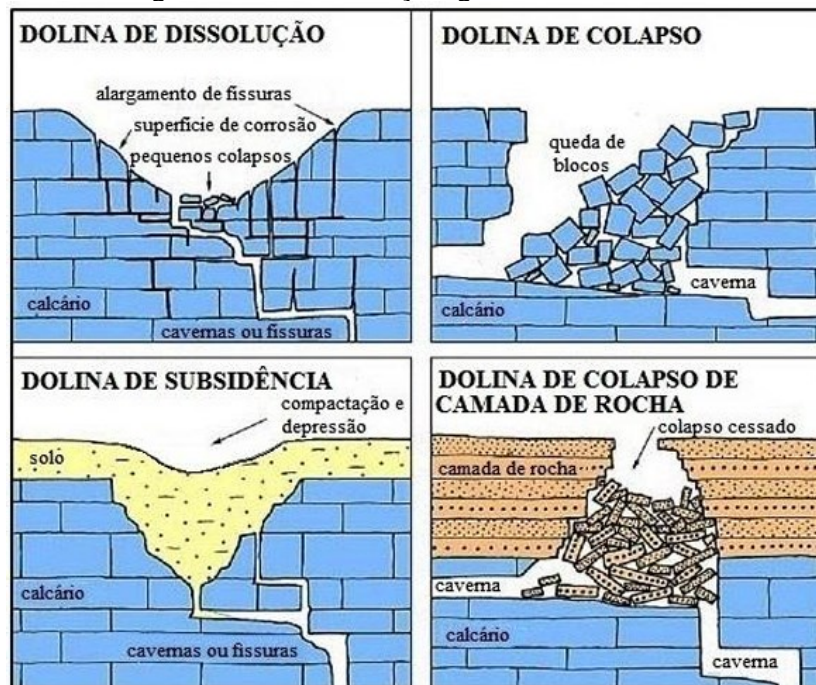 DOLINA DE DISSOLUÇÃO
alargamento de fissuras
superfície de corrosão
pequenos colapsos
calcário
cavernas ou fissuras
DOLINA DE COLAPSO
queda de
blocos
caverna
calcário
DOLINA DE SUBSIDÊNCIA
compactação e
depressão
solo
calcário
cavernas ou fissuras
DOLINA DE COLAPSO DE
CAMADA DE ROCHA
colapso cessado
camada de rocha
caverna
calcário
caverna